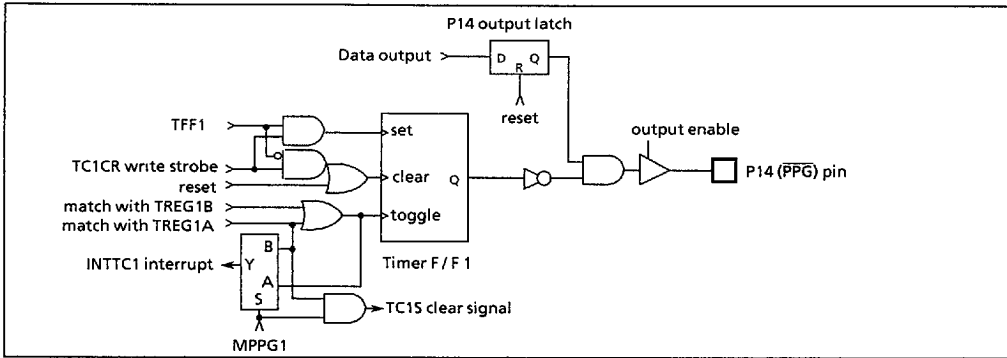 P14 output latch
Data output
D
R
Q
reset
output enable
TFF1
set
TC1CR write strobe
clear
Q
P14 (PPG) pin
reset
match with TREG1B
toggle
match with TREG1A
B
INTTC1 interrupt
Y
Timer F / F 1
A
S
TC1S clear signal
MPPG1